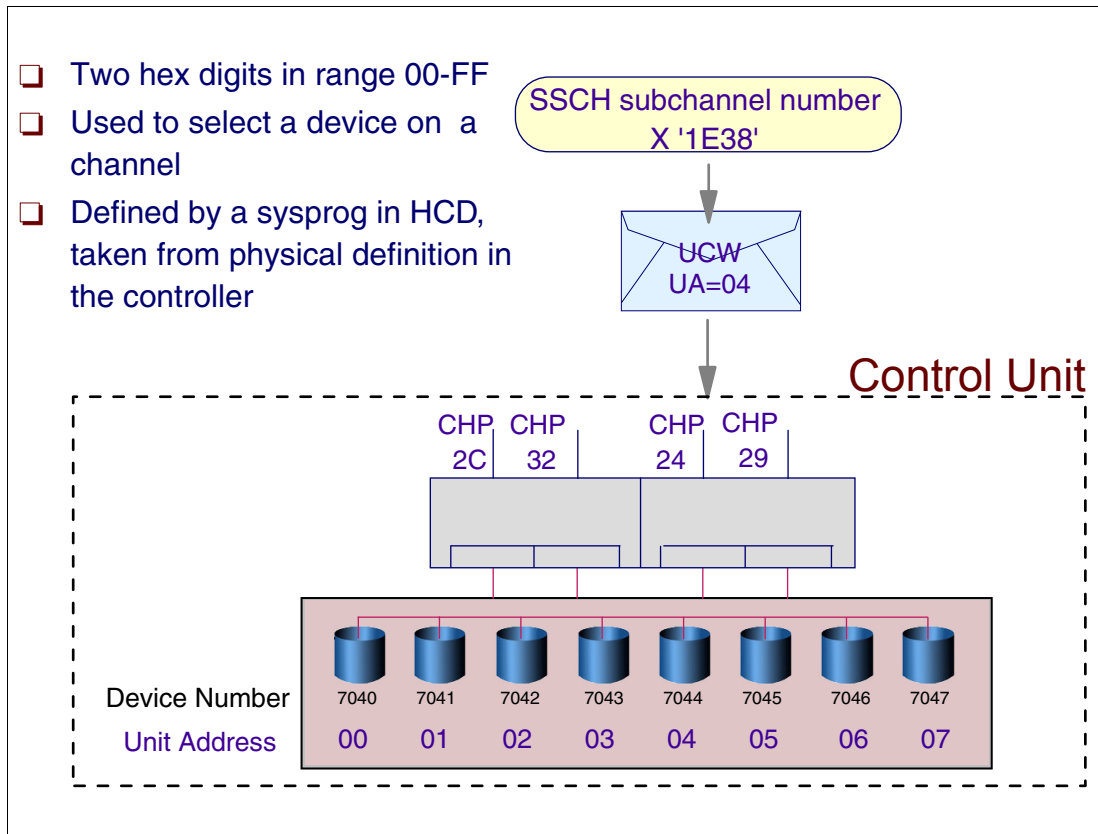 Two hex digits in range 00-FF
Used to select a device on a
channel
Defined by a sysprog in HCD,
taken from physical definition in
the controller
SSCH subchannel number
X '1E38'
UCW
UA=04
Control Unit
CHP CHP CHP CHP
2C 32 24 29
7040 7041 7042 7043 7044 7045 7046 7047
Device Number
Unit Address 00 01 02 03 04 05 06 07